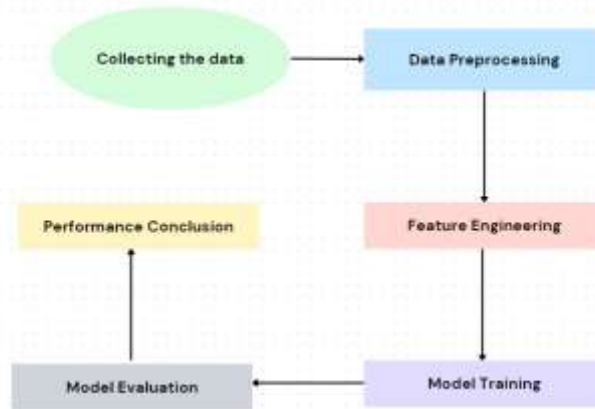 Collecting the data
Data Preprocessing
Performance Conclusion
Feature Engineering
Model Evaluation
Model Training